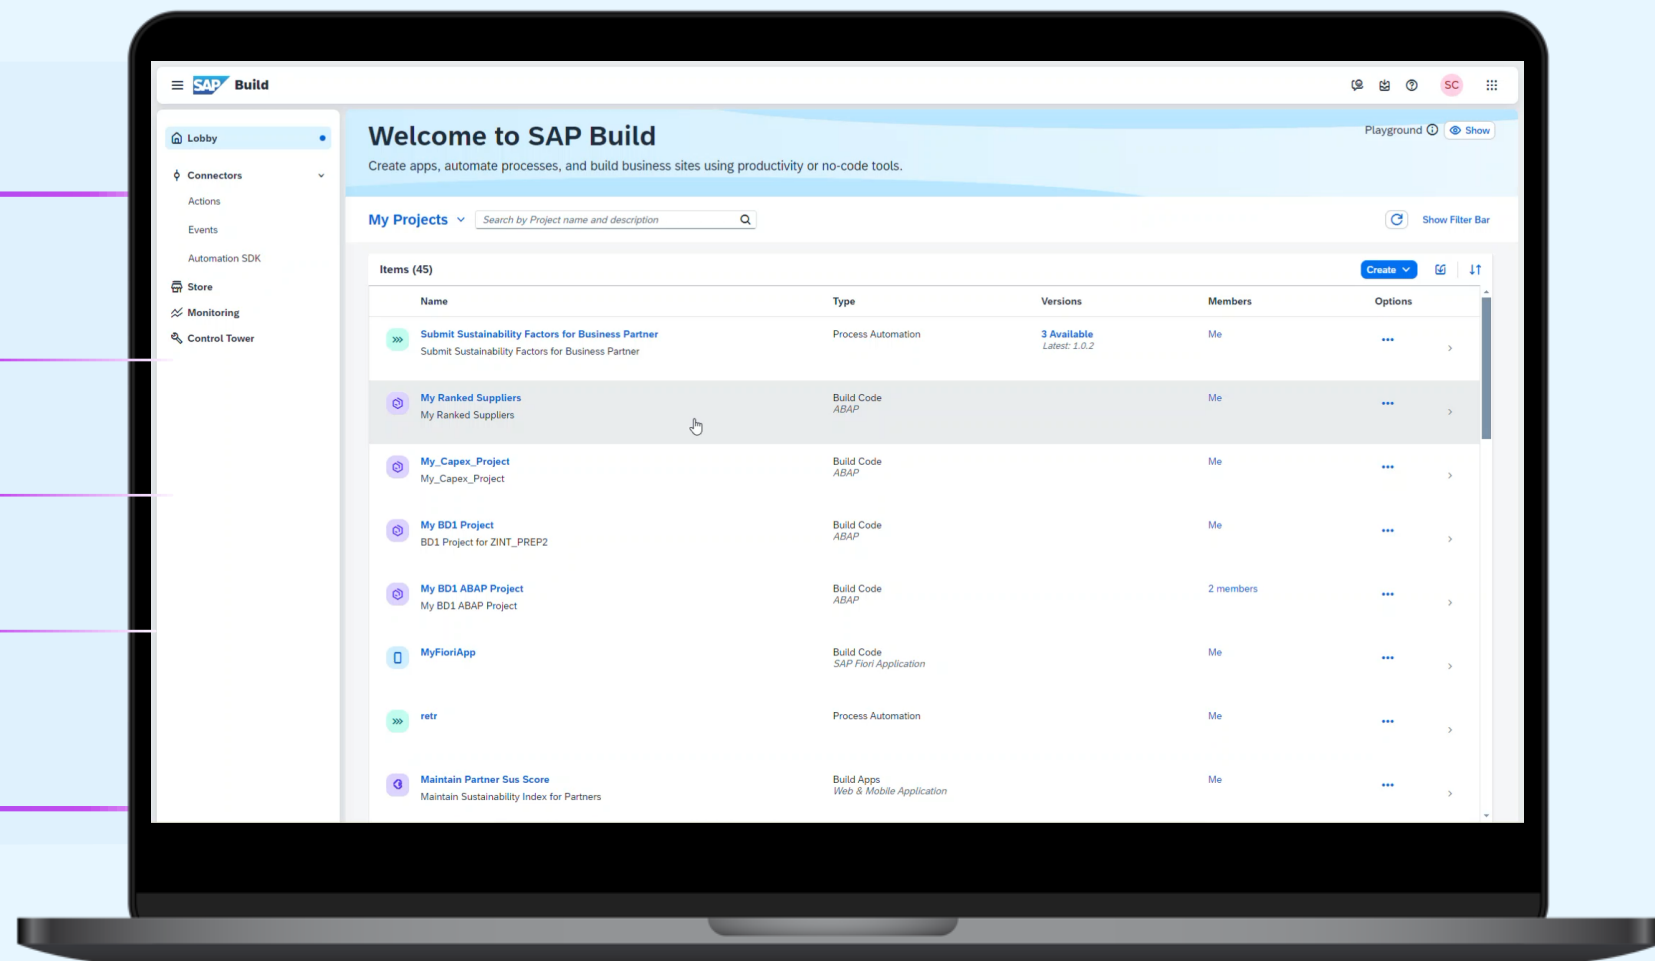 SAP Build
SC
Lobby
Connectors
Actions
Events
Automation SDK
Store
Monitoring
Control Tower
Welcome to SAP Build
Create apps, automate processes, and build business sites using productivity or no-code tools.
Playground Show
My Projects Search by Project name and description Show Filter Bar
Items (45) Create
Name Type Versions Members Options
Submit Sustainability Factors for Business Partner Process Automation 3 Available Me
Submit Sustainability Factors for Business Partner Latest: 1.0.2
My Ranked Suppliers Build Code Me
My Ranked Suppliers ABAP
My_Capex_Project Build Code Me
My_Capex_Project ABAP
My BD1 Project Build Code Me
BD1 Project for ZINT_PREP2 ABAP
My BD1 ABAP Project Build Code 2 members
My BD1 ABAP Project ABAP
MyFioriApp Build Code Me
SAP Fiori Application
retr Process Automation Me
Maintain Partner Sus Score Build Apps Me
Maintain Sustainability Index for Partners Web & Mobile Application